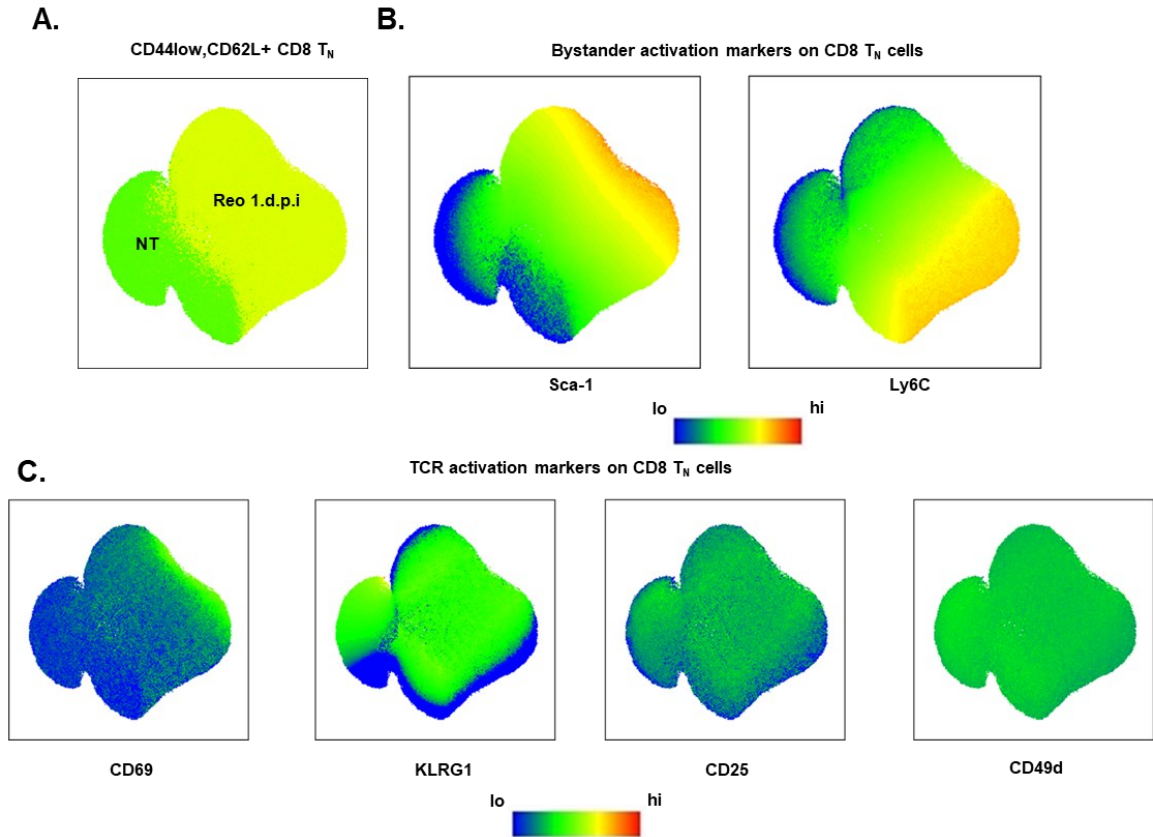 A.
CD44low,CD62L+ CD8 TN
NT
Reo 1.d.p.i
B.
Bystander activation markers on CD8 TN cells
Sca-1
Ly6C
lo
hi
C.
TCR activation markers on CD8 TN cells
CD69
KLRG1
CD25
CD49d
lo
hi